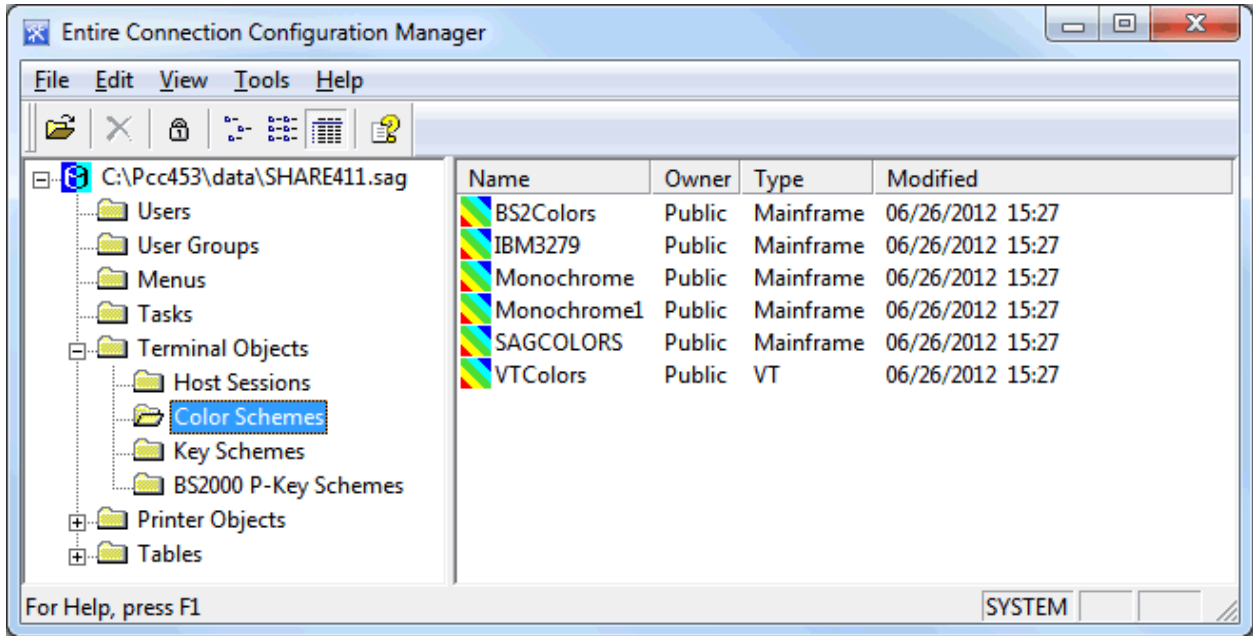 Entire Connection Configuration Manager
File Edit View Tools Help
C:\Pcc453\data\SHARE411.sag
Users
User Groups
Menus
Tasks
Terminal Objects
Host Sessions
Color Schemes
Key Schemes
BS2000 P-Key Schemes
Printer Objects
Tables
Name Owner Type Modified
BS2Colors Public Mainframe 06/26/2012 15:27
IBM3279 Public Mainframe 06/26/2012 15:27
Monochrome Public Mainframe 06/26/2012 15:27
Monochrome1 Public Mainframe 06/26/2012 15:27
SAGCOLORS Public Mainframe 06/26/2012 15:27
VTColors Public VT 06/26/2012 15:27
For Help, press F1
SYSTEM